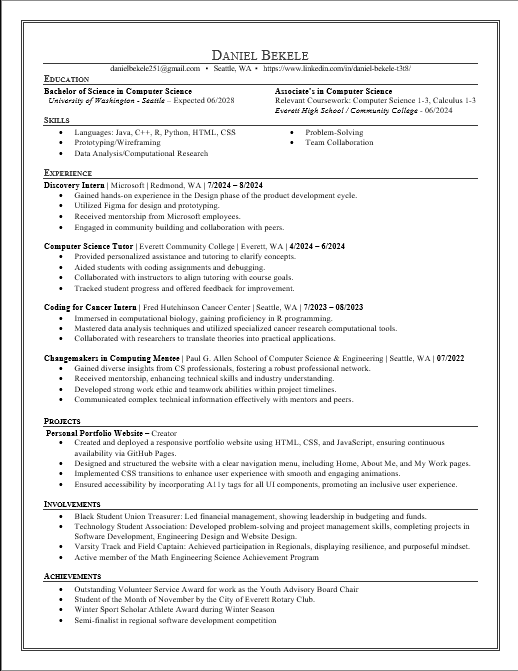 DANIEL BEKELE
danielbekele251@gmail.com • Seattle, WA • https://www.linkedin.com/in/daniel-bekele-t3t8/
EDUCATION
Bachelor of Science in Computer Science
University of Washington - Seattle – Expected 06/2028
Associate's in Computer Science
Relevant Coursework: Computer Science 1-3, Calculus 1-3
Everett High School / Community College - 06/2024
SKILLS
• Languages: Java, C++, R, Python, HTML, CSS
• Prototyping/Wireframing
• Data Analysis/Computational Research
• Problem-Solving
• Team Collaboration
EXPERIENCE
Discovery Intern | Microsoft | Redmond, WA | 7/2024 – 8/2024
• Gained hands-on experience in the Design phase of the product development cycle.
• Utilized Figma for design and prototyping.
• Received mentorship from Microsoft employees.
• Engaged in community building and collaboration with peers.
Computer Science Tutor | Everett Community College | Everett, WA | 4/2024 – 6/2024
• Provided personalized assistance and tutoring to clarify concepts.
• Aided students with coding assignments and debugging.
• Collaborated with instructors to align tutoring with course goals.
• Tracked student progress and offered feedback for improvement.
Coding for Cancer Intern | Fred Hutchinson Cancer Center | Seattle, WA | 7/2023 – 08/2023
• Immersed in computational biology, gaining proficiency in R programming.
• Mastered data analysis techniques and utilized specialized cancer research computational tools.
• Collaborated with researchers to translate theories into practical applications.
Changemakers in Computing Mentee | Paul G. Allen School of Computer Science & Engineering | Seattle, WA | 07/2022
• Gained diverse insights from CS professionals, fostering a robust professional network.
• Received mentorship, enhancing technical skills and industry understanding.
• Developed strong work ethic and teamwork abilities within project timelines.
• Communicated complex technical information effectively with mentors and peers.
PROJECTS
Personal Portfolio Website – Creator
• Created and deployed a responsive portfolio website using HTML, CSS, and JavaScript, ensuring continuous
availability via GitHub Pages.
• Designed and structured the website with a clear navigation menu, including Home, About Me, and My Work pages.
• Implemented CSS transitions to enhance user experience with smooth and engaging animations.
• Ensured accessibility by incorporating A11y tags for all UI components, promoting an inclusive user experience.
INVOLVEMENTS
• Black Student Union Treasurer: Led financial management, showing leadership in budgeting and funds.
• Technology Student Association: Developed problem-solving and project management skills, completing projects in
Software Development, Engineering Design and Website Design.
• Varsity Track and Field Captain: Achieved participation in Regionals, displaying resilience, and purposeful mindset.
• Active member of the Math Engineering Science Achievement Program
ACHIEVEMENTS
• Outstanding Volunteer Service Award for work as the Youth Advisory Board Chair
• Student of the Month of November by the City of Everett Rotary Club.
• Winter Sport Scholar Athlete Award during Winter Season
• Semi-finalist in regional software development competition